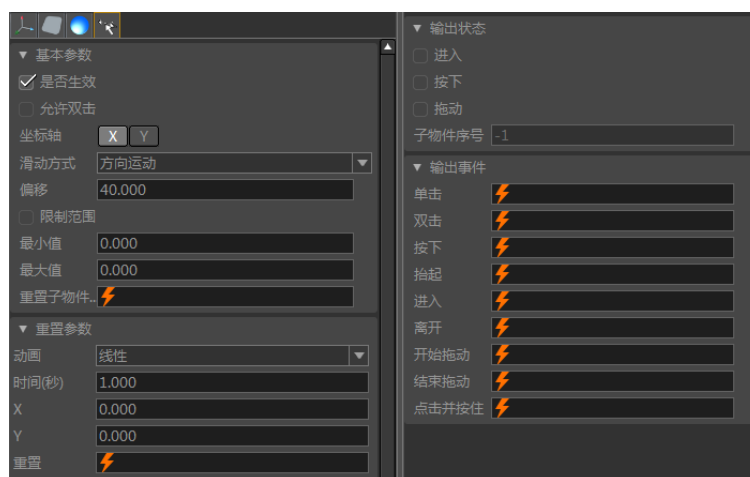 基本参数
是否生效
允许双击
坐标轴 X Y
滑动方式 方向运动
偏移 40.000
限制范围
最小值 0.000
最大值 0.000
重置子物件..
重置参数
动画 线性
时间(秒) 1.000
X 0.000
Y 0.000
重置
输出状态
进入
按下
拖动
子物件序号 -1
输出事件
单击
双击
按下
抬起
进入
离开
开始拖动
结束拖动
点击并按住